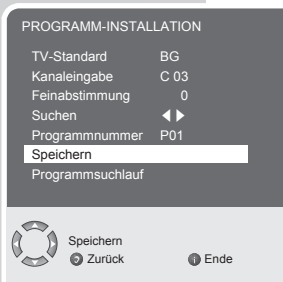 PROGRAMM-INSTALLATION
TV-Standard BG
Kanaleingabe C 03
Feinabstimmung 0
Suchen
Programmnummer P01
Speichern
Programmsuchlauf
Speichern
Zurück Ende